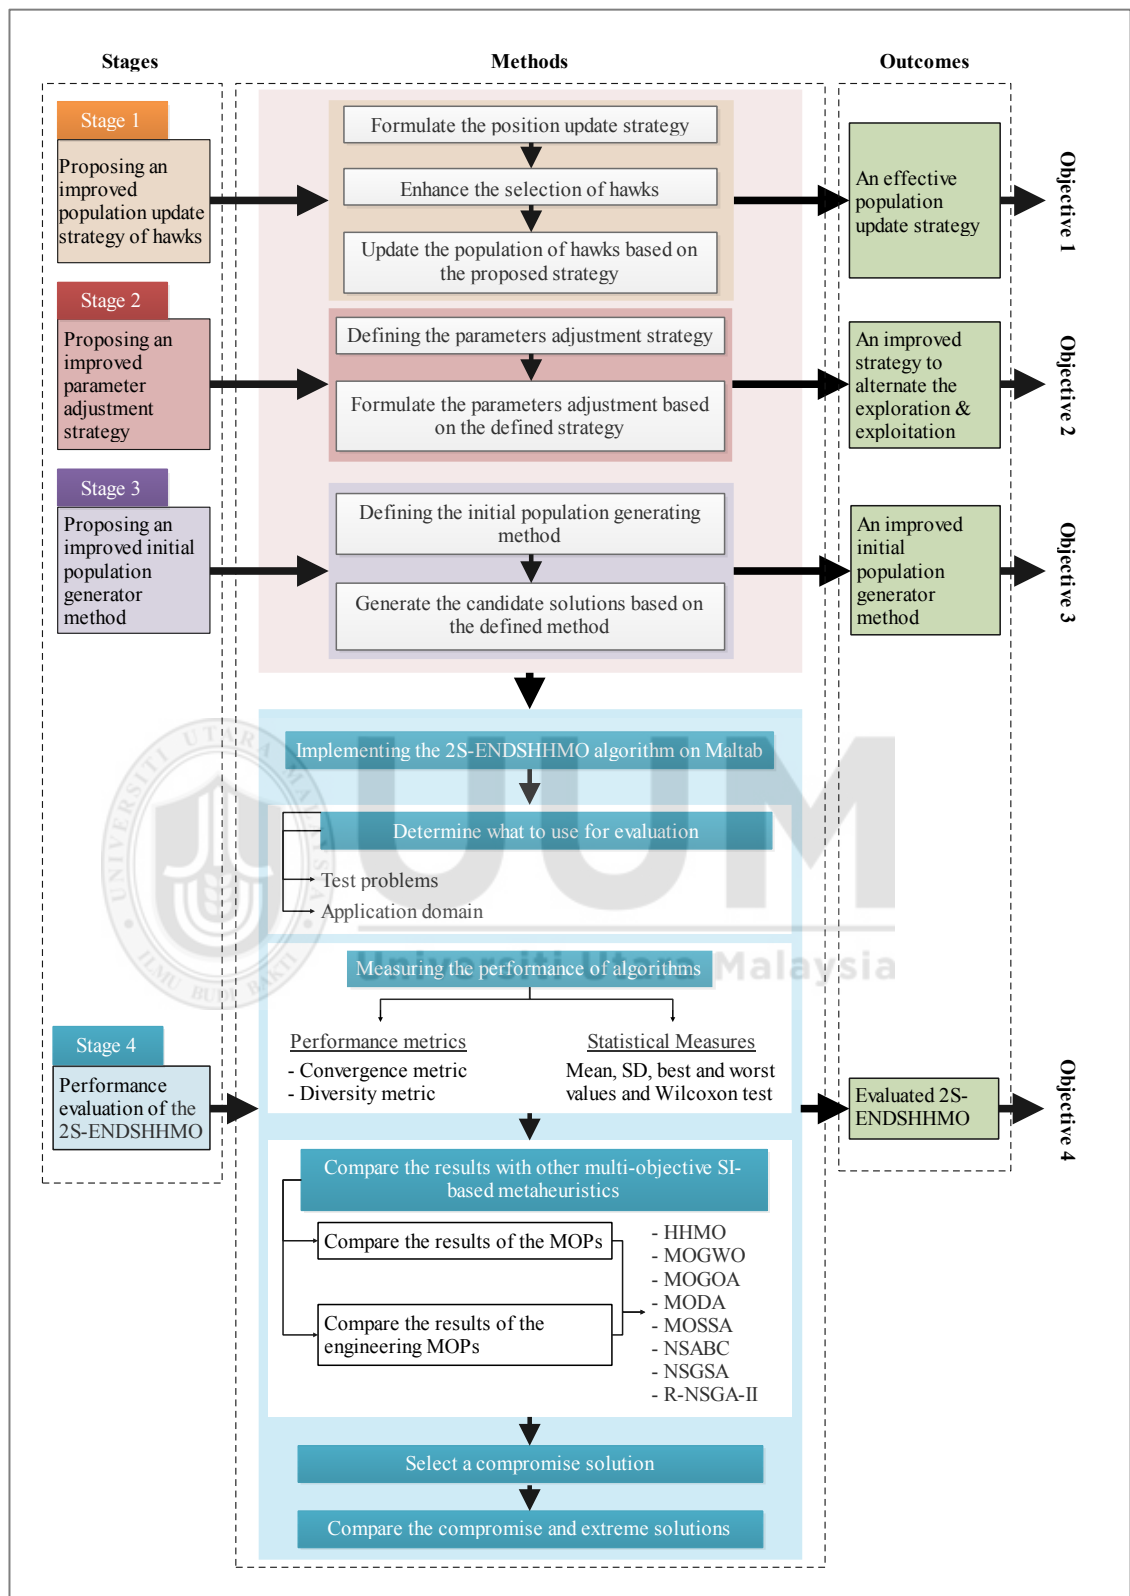 Stages
Methods
Outcomes
Stage 1
Proposing an
improved
population update
strategy of hawks
Formulate the position update strategy
Enhance the selection of hawks
Update the population of hawks based on
the proposed strategy
An effective
population
update strategy
Objective 1
Stage 2
Proposing an
improved
parameter
adjustment
strategy
Defining the parameters adjustment strategy
Formulate the parameters adjustment based
on the defined strategy
An improved
strategy to
alternate the
exploration &
exploitation
Objective 2
Stage 3
Proposing an
improved initial
population
generator
method
Defining the initial population generating
method
Generate the candidate solutions based on
the defined method
An improved
initial
population
generator
method
Objective 3
Implementing the 2S-ENDSHHMO algorithm on Maltab
Determine what to use for evaluation
Test problems
Application domain
UNIVERSITI UTARA MALAYSIA
ILMU BUDI BAKTI
UUM
Universiti Utara Malaysia
Measuring the performance of algorithms
Performance metrics
- Convergence metric
- Diversity metric
Statistical Measures
Mean, SD, best and worst
values and Wilcoxon test
Stage 4
Performance
evaluation of the
2S-ENDSHHMO
Evaluated 2S-
ENDSHHMO
Objective 4
Compare the results with other multi-objective SI-
based metaheuristics
Compare the results of the MOPs
Compare the results of the
engineering MOPs
- HHMO
- MOGWO
- MOGOA
- MODA
- MOSSA
- NSABC
- NSGSA
- R-NSGA-II
Select a compromise solution
Compare the compromise and extreme solutions